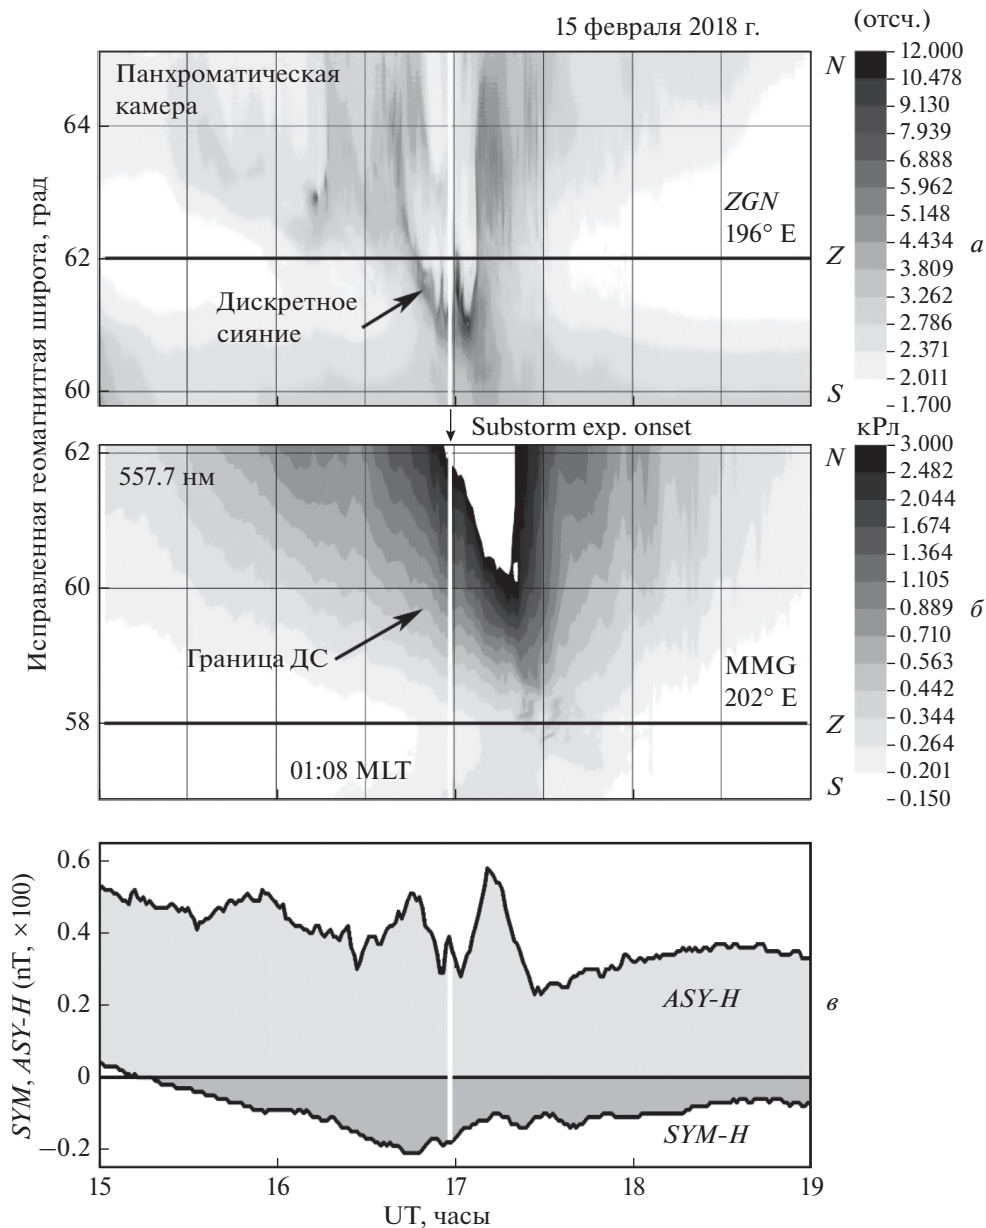 15 февраля 2018 г.
(отсч.)
Панхроматическая
камера
64
62
60
ZGN
196° E
Дискретное
сияние
N
Z
S
12.000
10.478
9.130
7.939
6.888
5.962
5.148
4.434
3.809
3.262
2.786
2.371
2.011
1.700
а
Исправленная геомагнитгая широта, град
Substorm exp. onset
кРл
557.7 нм
62
60
58
Граница ДС
MMG
202° E
01:08 MLT
N
Z
S
3.000
2.482
2.044
1.674
1.364
1.105
0.889
0.710
0.563
0.442
0.344
0.264
0.201
0.150
б
SYM, ASY-H (nT, ×100)
0.6
0.4
0.2
0
−0.2
ASY-H
SYM-H
в
15
16
17
18
19
UT, часы